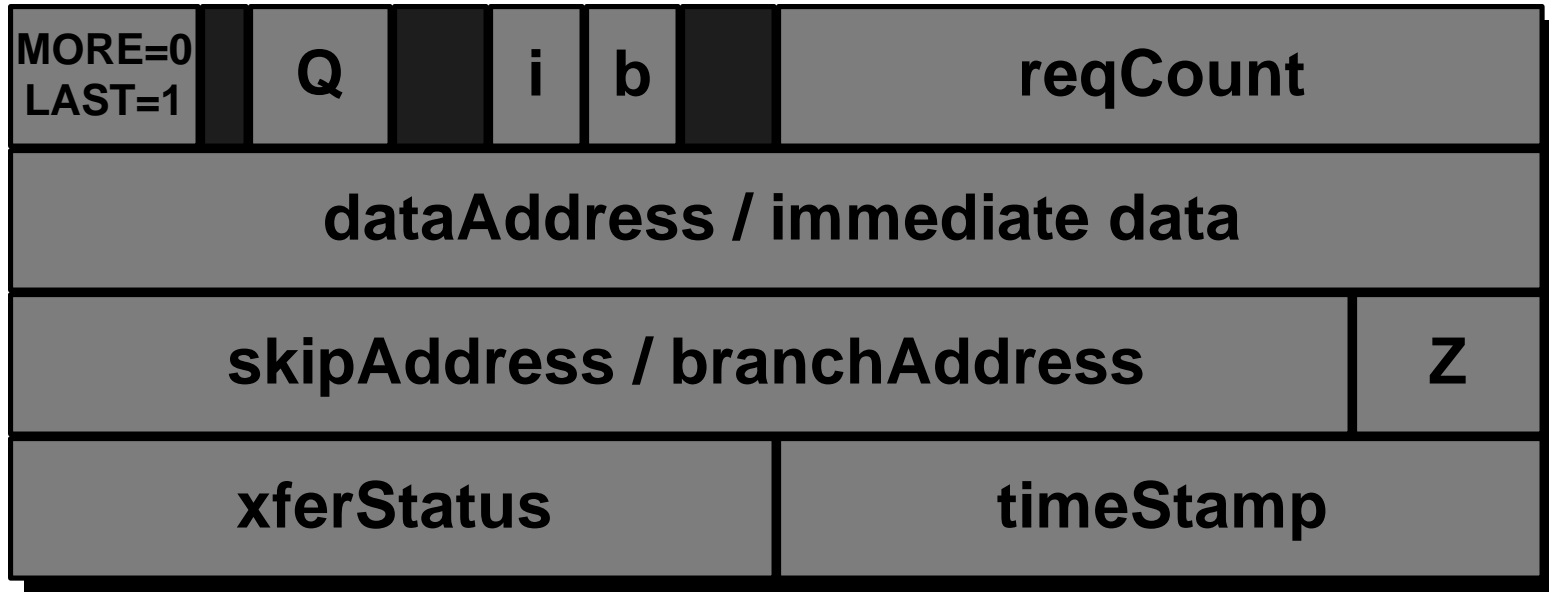 MORE=0
LAST=1
Q
i
b
reqCount
dataAddress / immediate data
skipAddress / branchAddress
Z
xferStatus
timeStamp